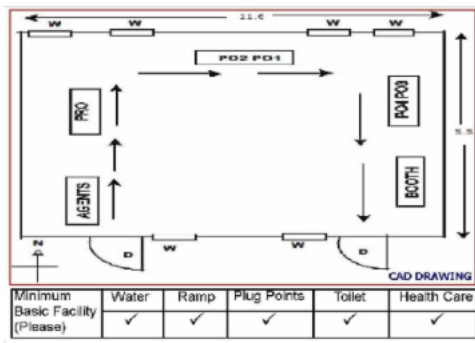 11.6
W W W W
PO2 PO1
PRO
PO4 PO3
5.5
AGENTS
BOOTH
N
D W W D
CAD DRAWING
Minimum Basic Facility (Please) Water Ramp Plug Points Toilet Health Care
✓ ✓ ✓ ✓ ✓